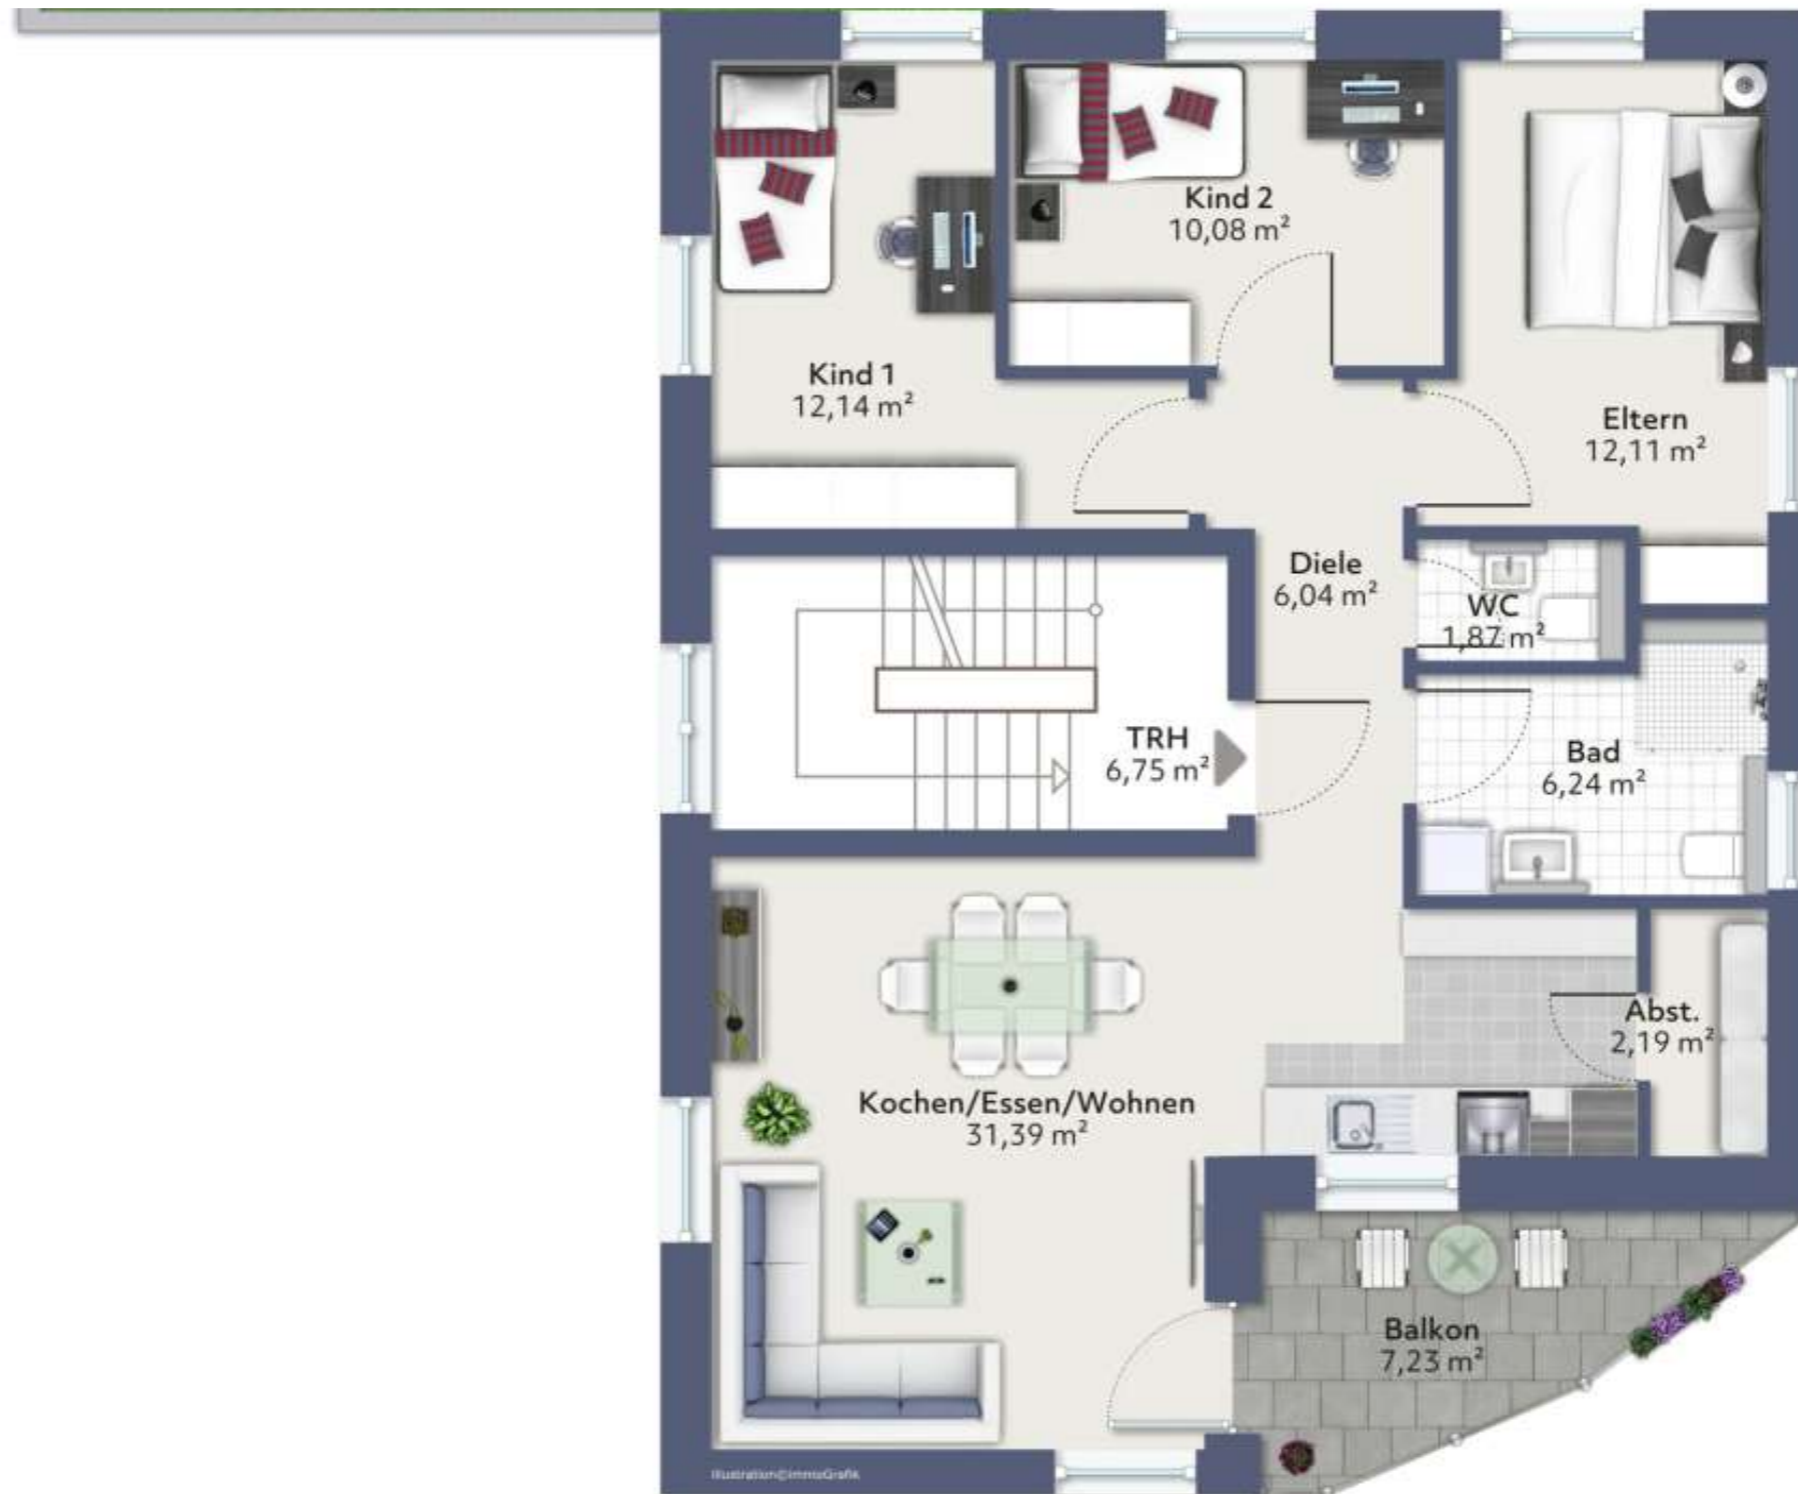 Kind 2
10,08 m²
Kind 1
12,14 m²
Eltern
12,11 m²
Diele
6,04 m²
WC
1,87 m²
TRH
6,75 m²
Bad
6,24 m²
Abst.
2,19 m²
Kochen/Essen/Wohnen
31,39 m²
Balkon
7,23 m²
Illustration©ImmoGrafik